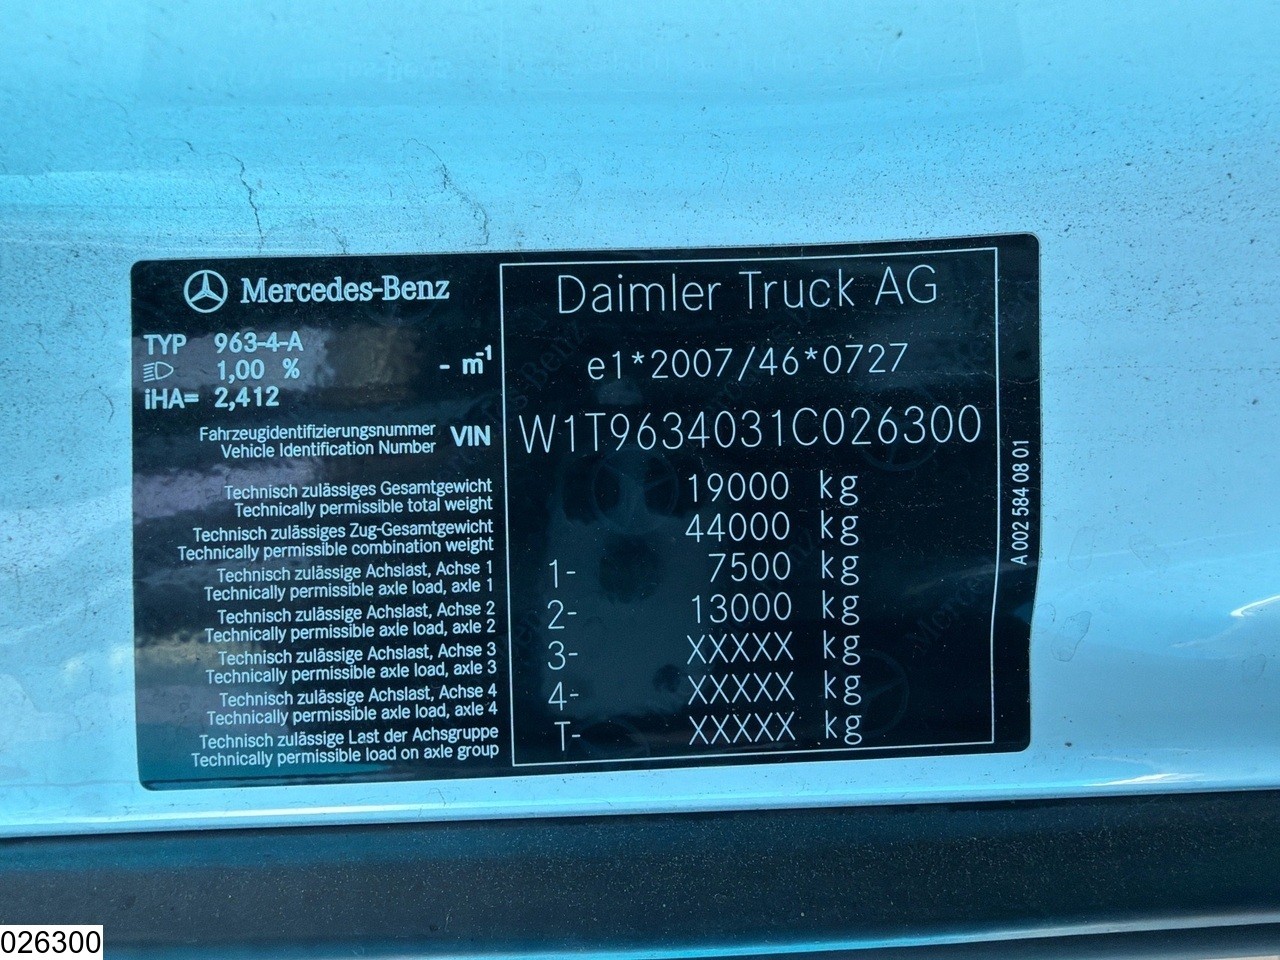 Mercedes-Benz
TYP 963-4-A
1,00 % - m-1
iHA= 2,412
Daimler Truck AG
e1*2007/46*0727
Fahrzeugidentifizierungsnummer
Vehicle Identification Number
VIN W1T9634031C026300
Technisch zulässiges Gesamtgewicht
Technically permissible total weight
19000 kg
Technisch zulässiges Zug-Gesamtgewicht
Technically permissible combination weight
44000 kg
Technisch zulässige Achslast, Achse 1
Technically permissible axle load, axle 1
1- 7500 kg
Technisch zulässige Achslast, Achse 2
Technically permissible axle load, axle 2
2- 13000 kg
Technisch zulässige Achslast, Achse 3
Technically permissible axle load, axle 3
3- XXXXX kg
Technisch zulässige Achslast, Achse 4
Technically permissible axle load, axle 4
4- XXXXX kg
Technisch zulässige Last der Achsgruppe
Technically permissible load on axle group
T- XXXXX kg
A 002 584 08 01
026300